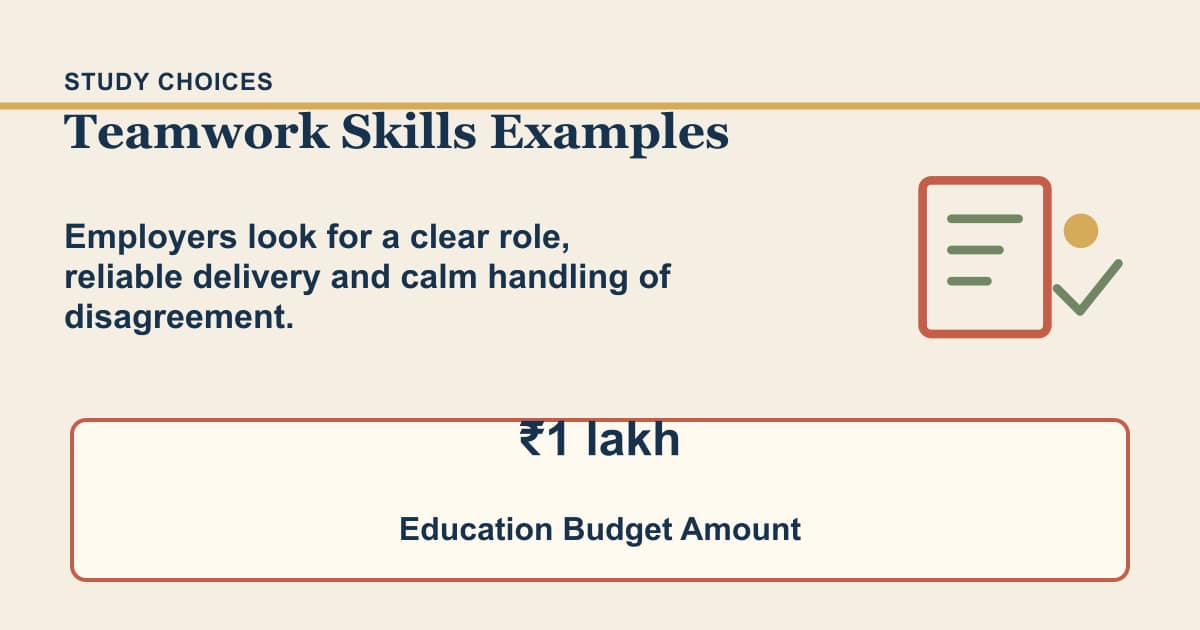 STUDY CHOICES
Teamwork Skills Examples
Employers look for a clear role,
reliable delivery and calm handling of
disagreement.
₹1 lakh
Education Budget Amount